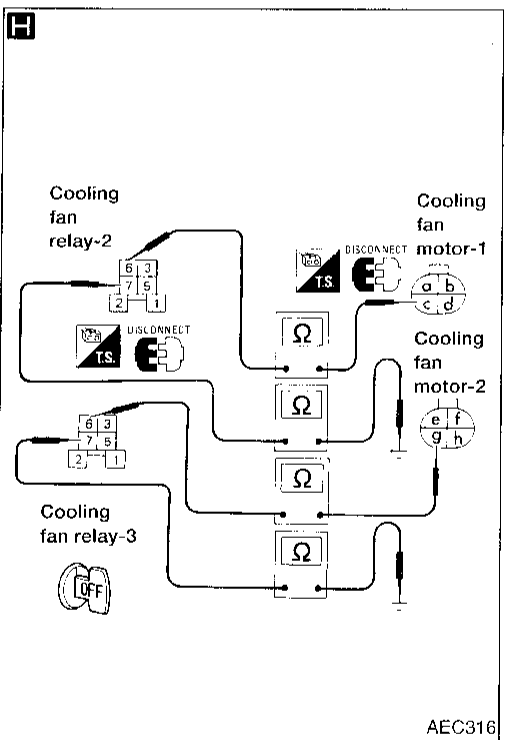 H
Cooling
fan
relay-2
Cooling
fan
motor-1
DISCONNECT
T.S.
6 3
7 5
2 1
a b
c d
Ω
DISCONNECT
T.S.
Cooling
fan
motor-2
Ω
e f
g h
6 3
7 5
2 1
Ω
Cooling
fan relay-3
Ω
OFF
AEC316